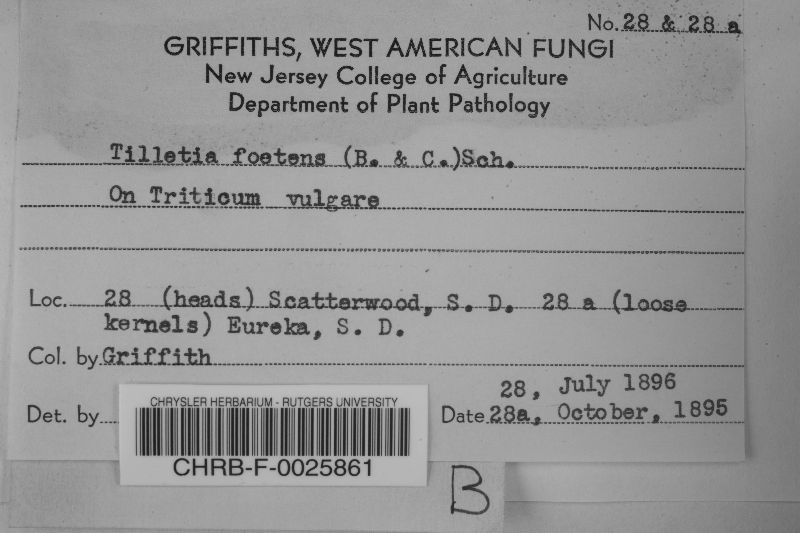 No. 28 & 28 a
GRIFFITHS, WEST AMERICAN FUNGI
New Jersey College of Agriculture
Department of Plant Pathology
Tilletia foetens (B. & C.)Sch.
On Triticum vulgare
Loc. 28 (heads) Scatterwood, S. D. 28 a (loose
kernels) Eureka, S. D.
Col. by Griffith
28, July 1896
Det. by
Date 28a, October, 1895
CHRYSLER HERBARIUM - RUTGERS UNIVERSITY
CHRB-F-0025861
B